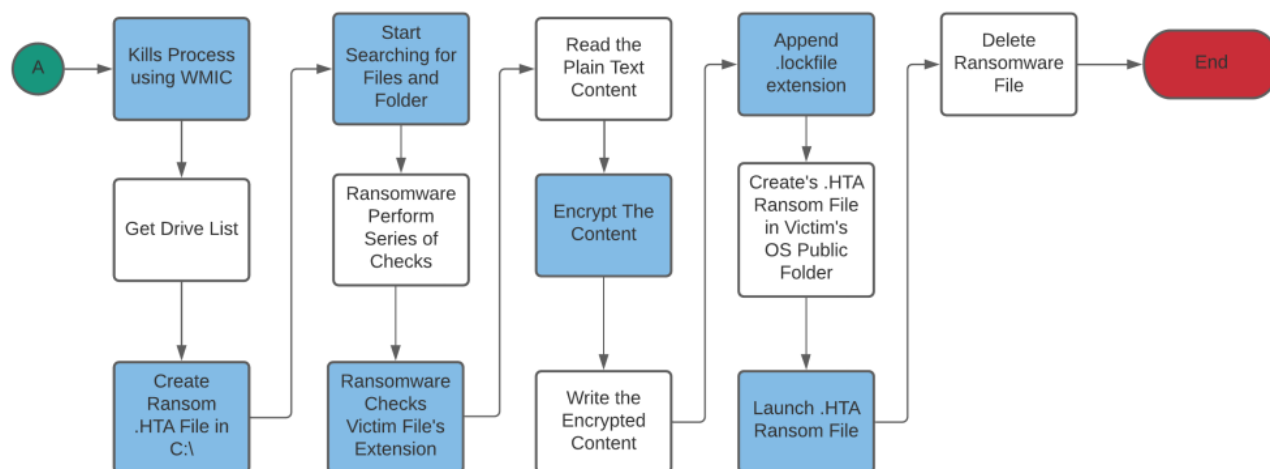 A
Kills Process
using WMIC
Get Drive List
Create
Ransom
.HTA File in
C:\
Start
Searching for
Files and
Folder
Ransomware
Perform
Series of
Checks
Ransomware
Checks
Victim File's
Extension
Read the
Plain Text
Content
Encrypt The
Content
Write the
Encrypted
Content
Append
.lockfile
extension
Create's .HTA
Ransom File
in Victim's
OS Public
Folder
Launch .HTA
Ransom File
Delete
Ransomware
File
End